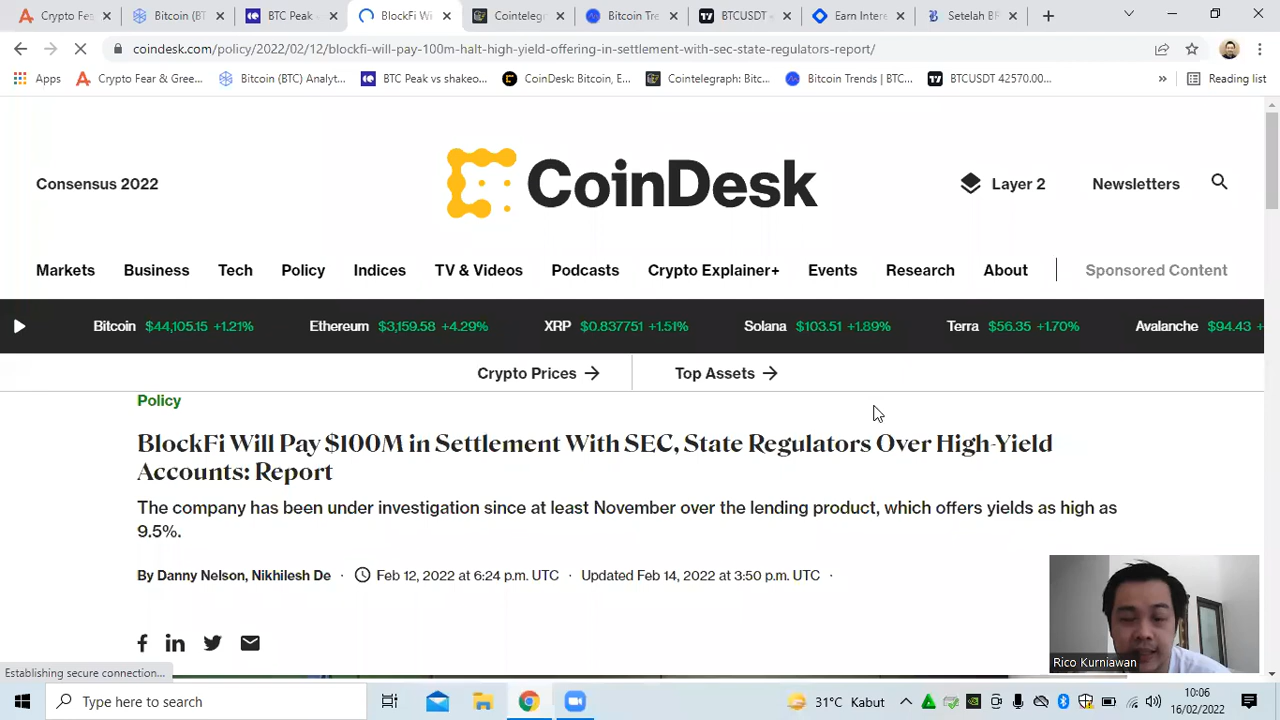 Crypto Fea
Bitcoin (BT
BTC Peak v
BlockFi Wi
Cointelegr
Bitcoin Tre
BTCUSDT 4
Earn Intere
Setelah BF
coindesk.com/policy/2022/02/12/blockfi-will-pay-100m-halt-high-yield-offering-in-settlement-with-sec-state-regulators-report/
Apps
Crypto Fear & Gree...
Bitcoin (BTC) Analyt...
BTC Peak vs shakeo...
CoinDesk: Bitcoin, E...
Cointelegraph: Bitc...
Bitcoin Trends | BTC...
BTCUSDT 42570.00...
»
Reading list
Consensus 2022
CoinDesk
Layer 2
Newsletters
Markets
Business
Tech
Policy
Indices
TV & Videos
Podcasts
Crypto Explainer+
Events
Research
About
Sponsored Content
Bitcoin $44,105.15 +1.21%
Ethereum $3,159.58 +4.29%
XRP $0.837751 +1.51%
Solana $103.51 +1.89%
Terra $56.35 +1.70%
Avalanche $94.43 +
Crypto Prices →
Top Assets →
Policy
BlockFi Will Pay $100M in Settlement With SEC, State Regulators Over High-Yield
Accounts: Report
The company has been under investigation since at least November over the lending product, which offers yields as high as
9.5%.
By Danny Nelson, Nikhilesh De · Feb 12, 2022 at 6:24 p.m. UTC · Updated Feb 14, 2022 at 3:50 p.m. UTC ·
Rico Kurniawan
Establishing secure connection...
Type here to search
31°C Kabut
10:06
16/02/2022